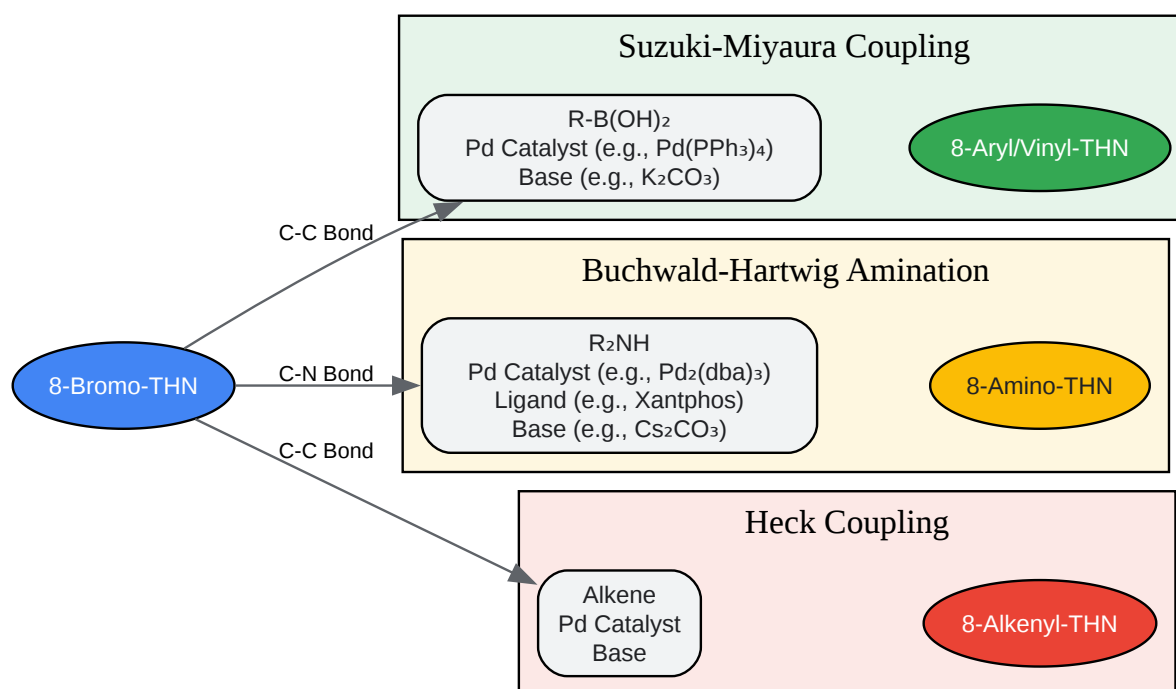 Suzuki-Miyaura Coupling
R-B(OH)₂
Pd Catalyst (e.g., Pd(PPh₃)₄)
Base (e.g., K₂CO₃)
8-Aryl/Vinyl-THN
C-C Bond
Buchwald-Hartwig Amination
R₂NH
Pd Catalyst (e.g., Pd₂(dba)₃)
Ligand (e.g., Xantphos)
Base (e.g., Cs₂CO₃)
8-Amino-THN
8-Bromo-THN
C-N Bond
C-C Bond
Heck Coupling
Alkene
Pd Catalyst
Base
8-Alkenyl-THN